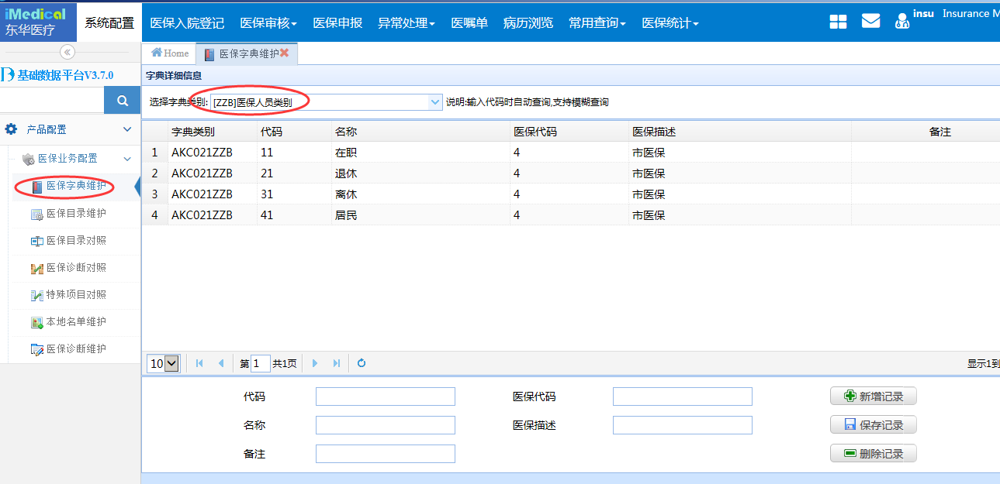 iMedical
东华医疗
系统配置 医保入院登记 医保审核 医保申报 异常处理 医嘱单 病历浏览 常用查询 医保统计 insu Insurance M
Home 医保字典维护
基础数据平台V3.7.0
字典详细信息
选择字典类别: [ZZB]医保人员类别 说明:输入代码时自动查询,支持模糊查询
产品配置
医保业务配置
医保字典维护
医保目录维护
医保目录对照
医保诊断对照
特殊项目对照
本地名单维护
医保诊断维护
字典类别 代码 名称 医保代码 医保描述 备注
1 AKC021ZZB 11 在职 4 市医保
2 AKC021ZZB 21 退休 4 市医保
3 AKC021ZZB 31 离休 4 市医保
4 AKC021ZZB 41 居民 4 市医保
10 第 1 共1页 显示1到
代码 医保代码 新增记录
名称 医保描述 保存记录
备注 删除记录